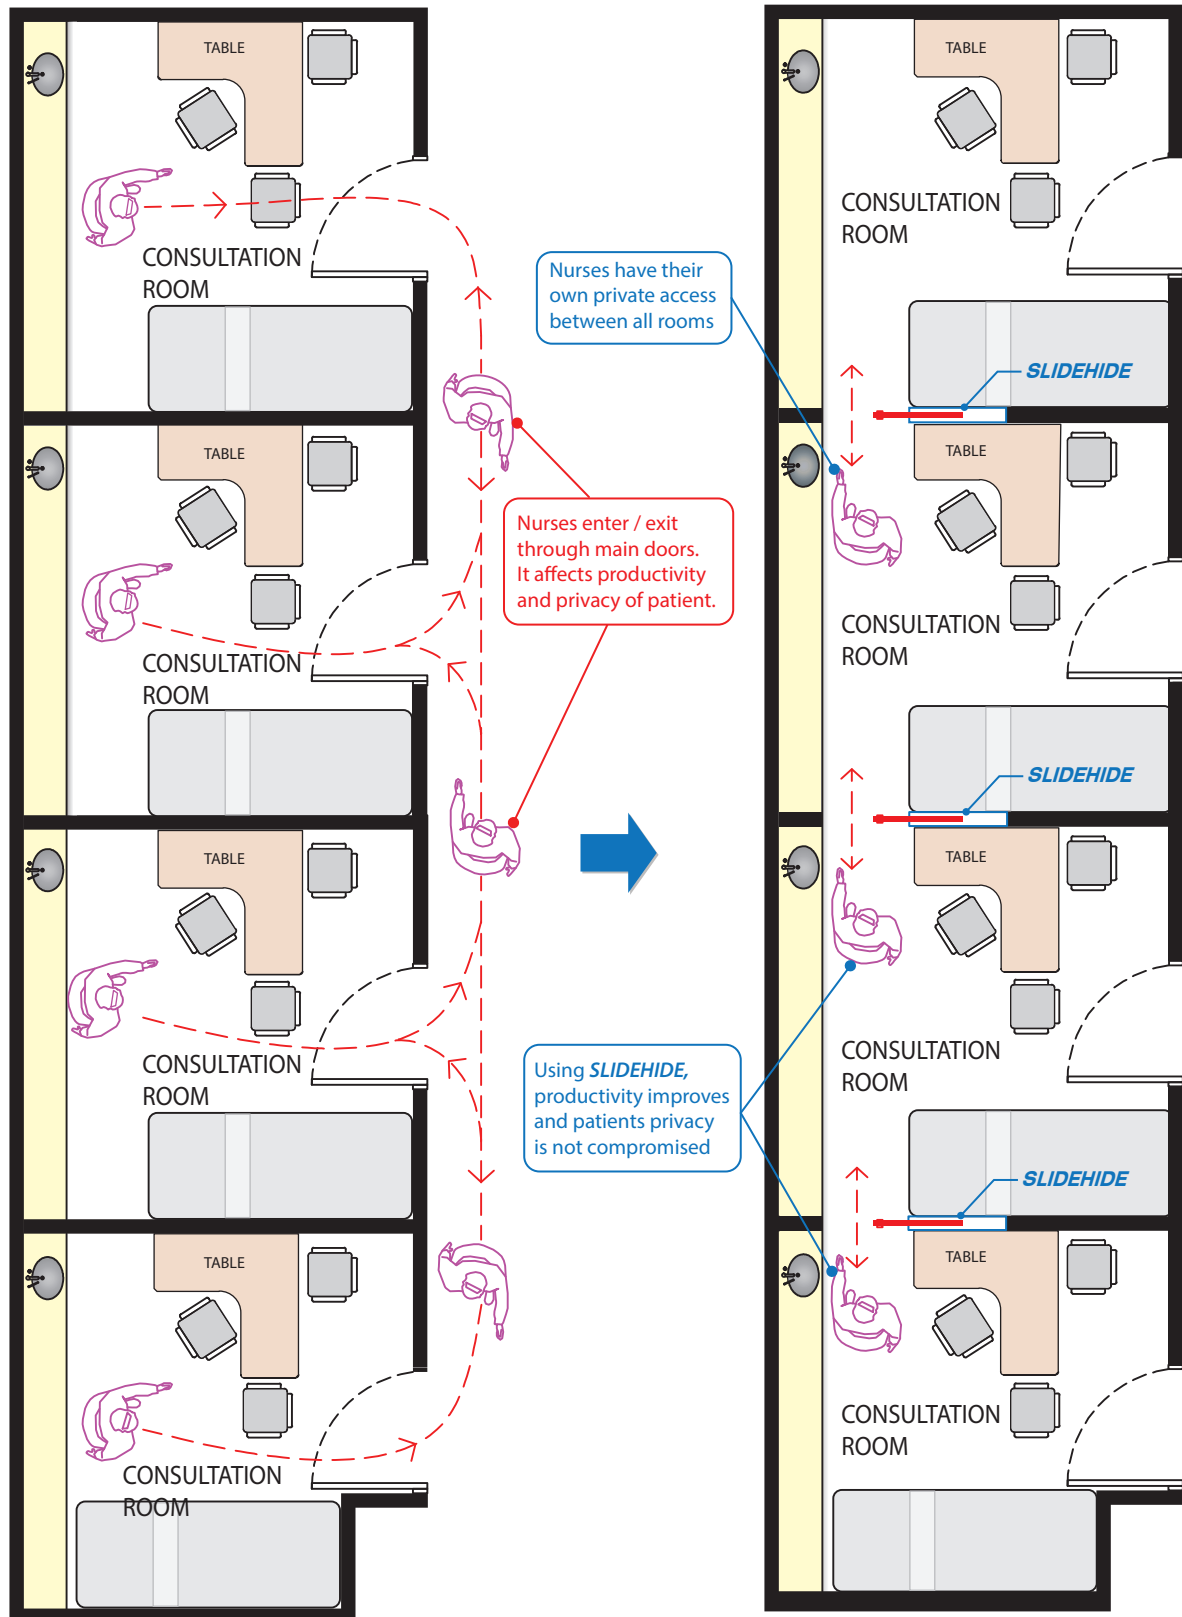 TABLE
CONSULTATION
ROOM
TABLE
CONSULTATION
ROOM
TABLE
CONSULTATION
ROOM
TABLE
CONSULTATION
ROOM
Nurses have their
own private access
between all rooms
Nurses enter / exit
through main doors.
It affects productivity
and privacy of patient.
Using SLIDEHIDE,
productivity improves
and patients privacy
is not compromised
TABLE
CONSULTATION
ROOM
SLIDEHIDE
TABLE
CONSULTATION
ROOM
SLIDEHIDE
TABLE
CONSULTATION
ROOM
SLIDEHIDE
TABLE
CONSULTATION
ROOM